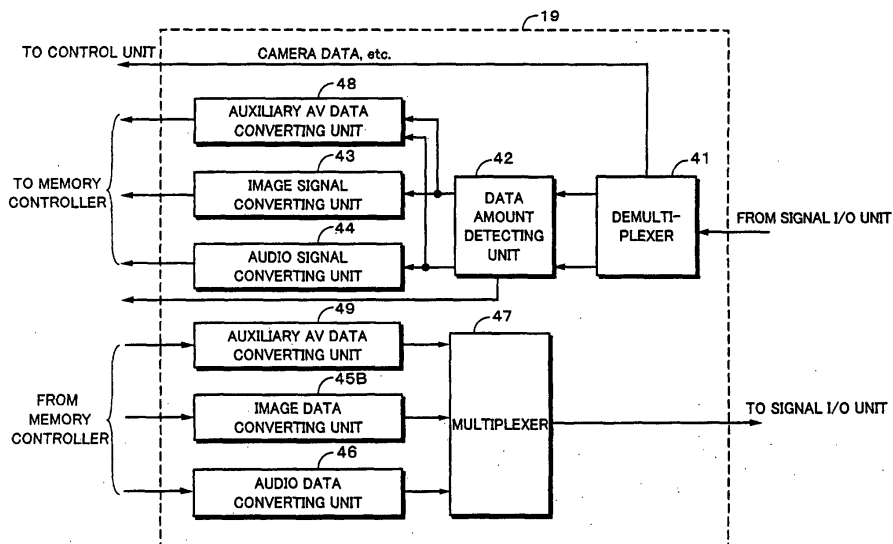 19
TO CONTROL UNIT
CAMERA DATA, etc.
48
AUXILIARY AV DATA
CONVERTING UNIT
43
IMAGE SIGNAL
CONVERTING UNIT
44
AUDIO SIGNAL
CONVERTING UNIT
TO MEMORY
CONTROLLER
42
DATA
AMOUNT
DETECTING
UNIT
41
DEMULTI-
PLEXER
FROM SIGNAL I/O UNIT
49
AUXILIARY AV DATA
CONVERTING UNIT
45B
IMAGE DATA
CONVERTING UNIT
46
AUDIO DATA
CONVERTING UNIT
FROM
MEMORY
CONTROLLER
47
MULTIPLEXER
TO SIGNAL I/O UNIT